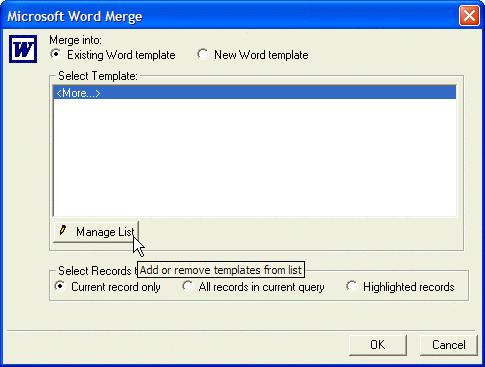 Microsoft Word Merge
W
Merge into:
Existing Word template New Word template
Select Template:
<More...>
Manage List
Add or remove templates from list
Select Records t
Current record only All records in current query Highlighted records
OK Cancel